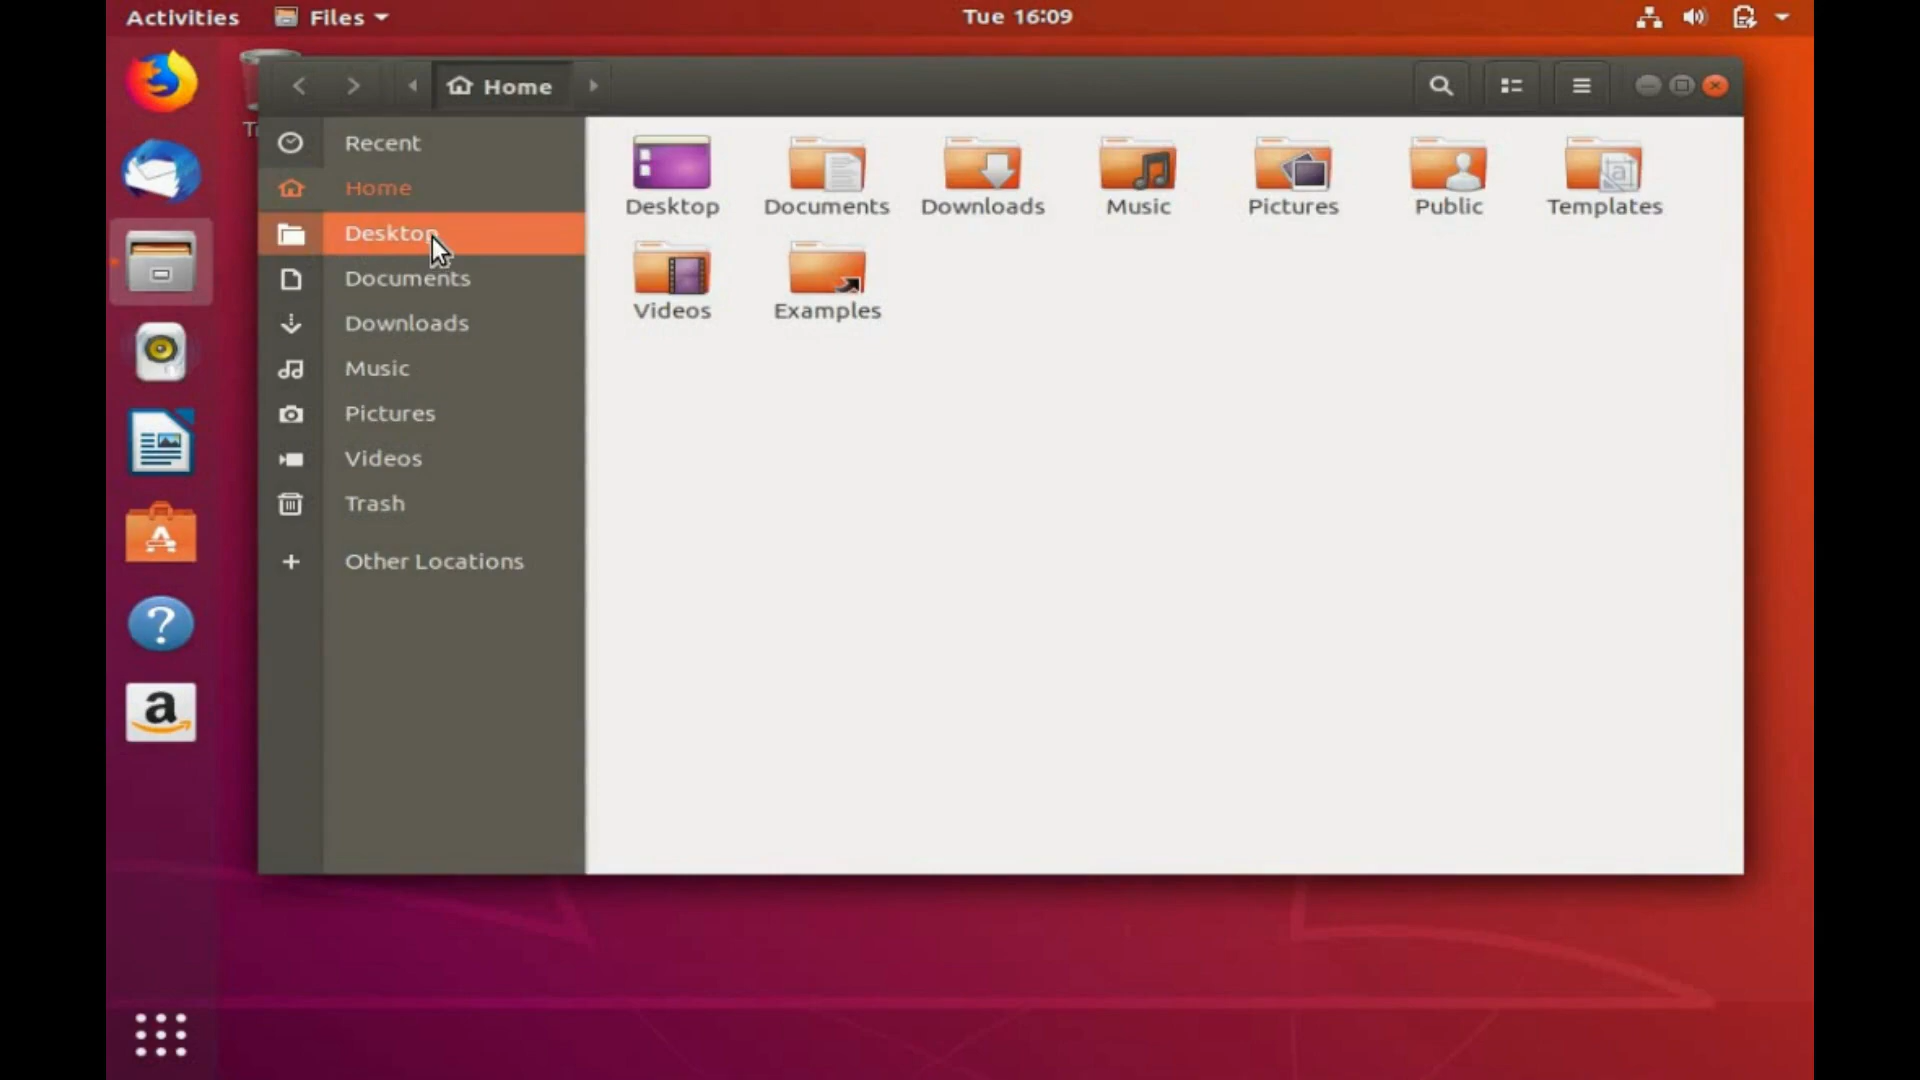 Activities Files Tue 16:09
Home
Recent
Home
Desktop
Documents
Downloads
Music
Pictures
Videos
Trash
Other Locations
Desktop Documents Downloads Music Pictures Public Templates
Videos Examples